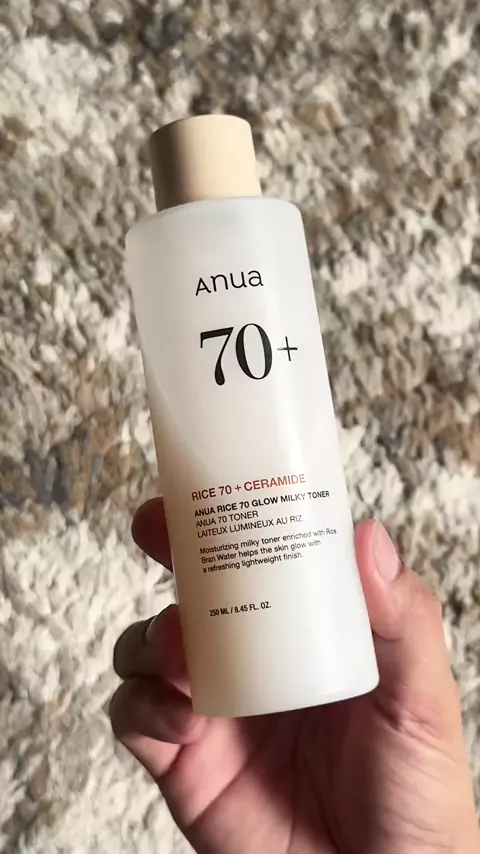 Anua
70+
RICE 70 + CERAMIDE
ANUA RICE 70 GLOW MILKY TONER
ANUA 70 TONER
LAITEUX LUMINEUX AU RIZ
Moisturizing milky toner enriched with Rice
Bran Water helps the skin glow with
a refreshing lightweight finish.
250 ML / 8.45 FL. OZ.